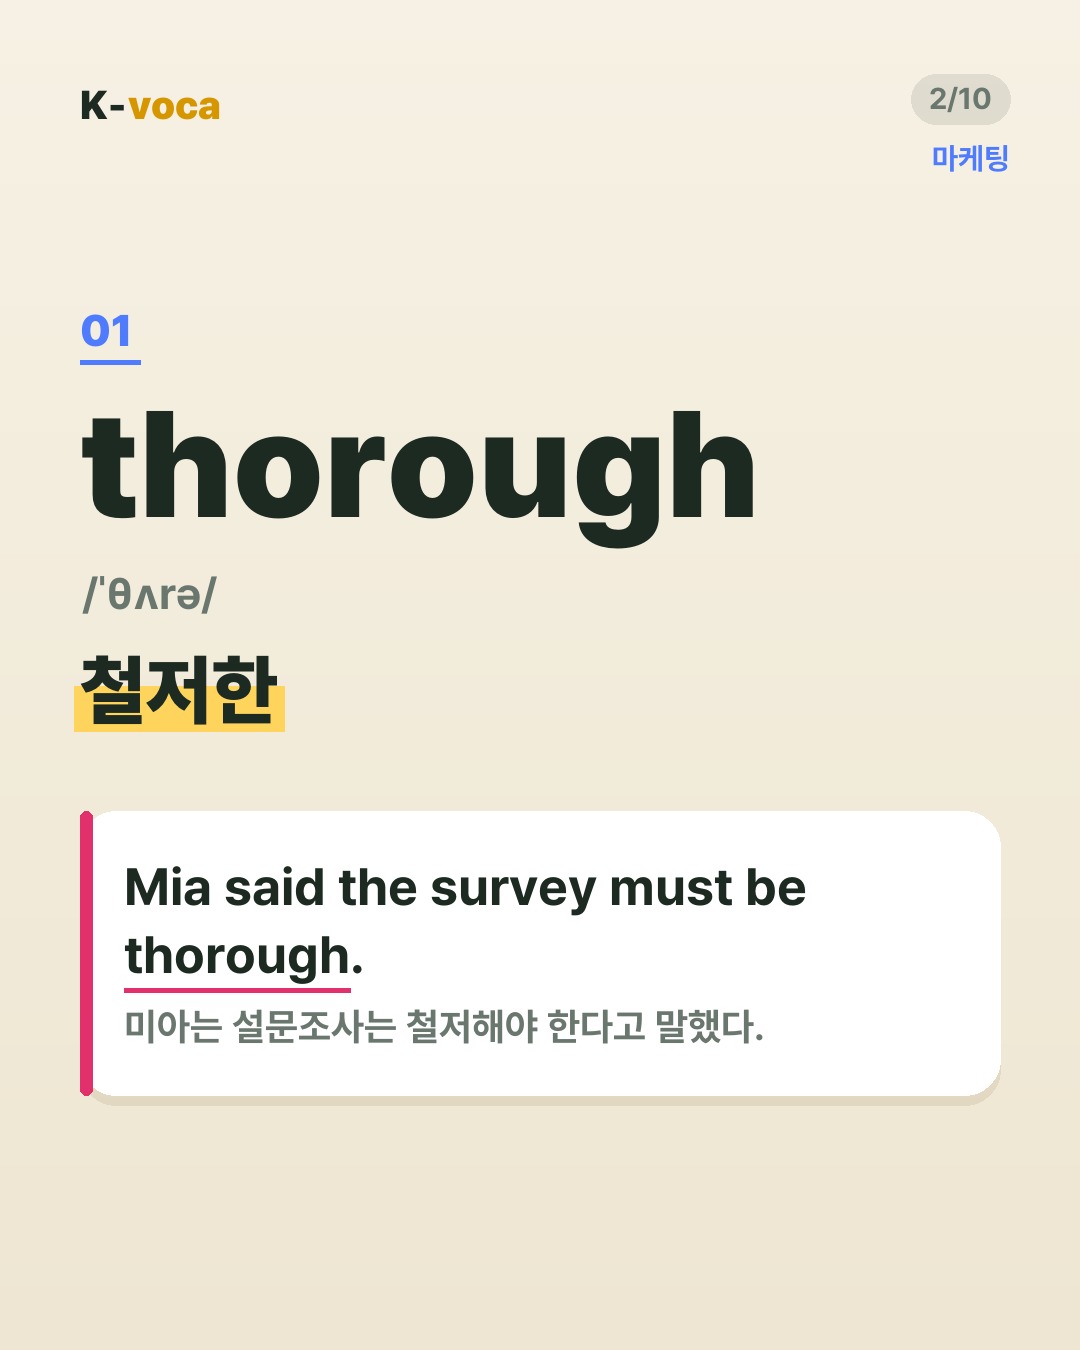 K-voca
2/10
마케팅
01
thorough
/ˈθʌrə/
철저한
Mia said the survey must be
thorough.
미아는 설문조사는 철저해야 한다고 말했다.